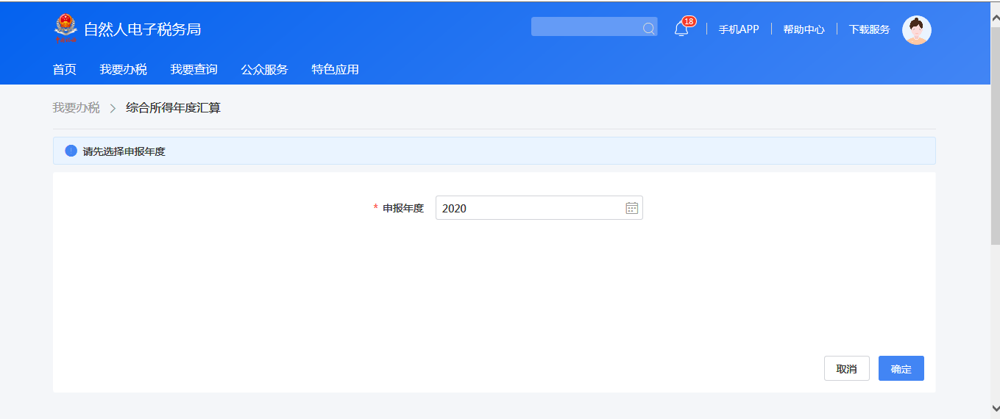 自然人电子税务局
18
手机APP
帮助中心
下载服务
首页 我要办税 我要查询 公众服务 特色应用
我要办税 > 综合所得年度汇算
请先选择申报年度
* 申报年度 2020
取消 确定